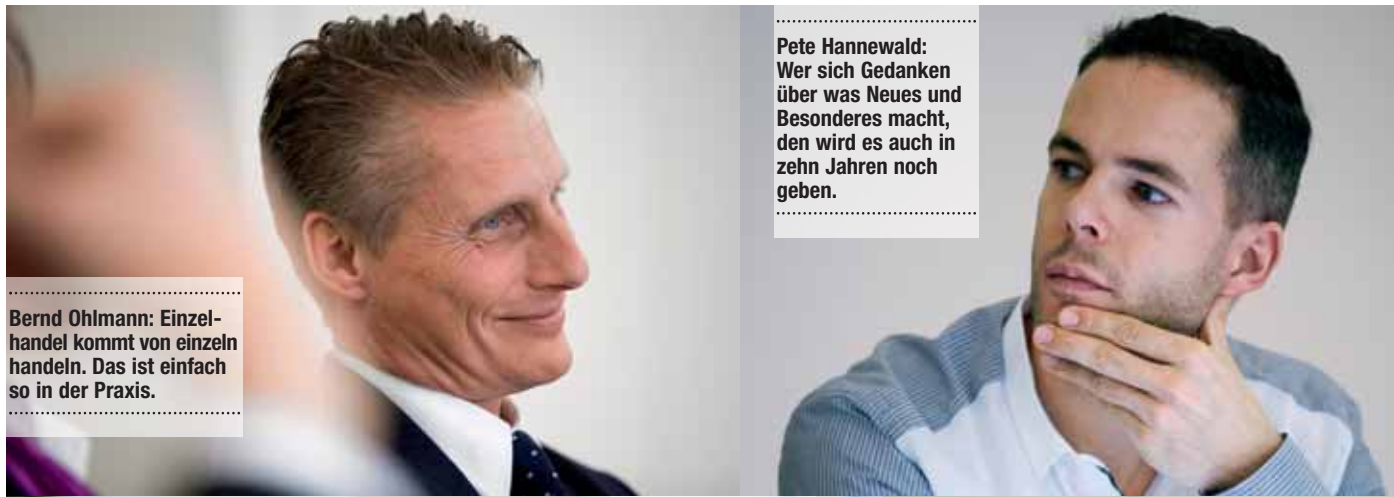 Bernd Ohlmann: Einzel-
handel kommt von einzeln
handeln. Das ist einfach
so in der Praxis.
Pete Hannewald:
Wer sich Gedanken
über was Neues und
Besonderes macht,
den wird es auch in
zehn Jahren noch
geben.